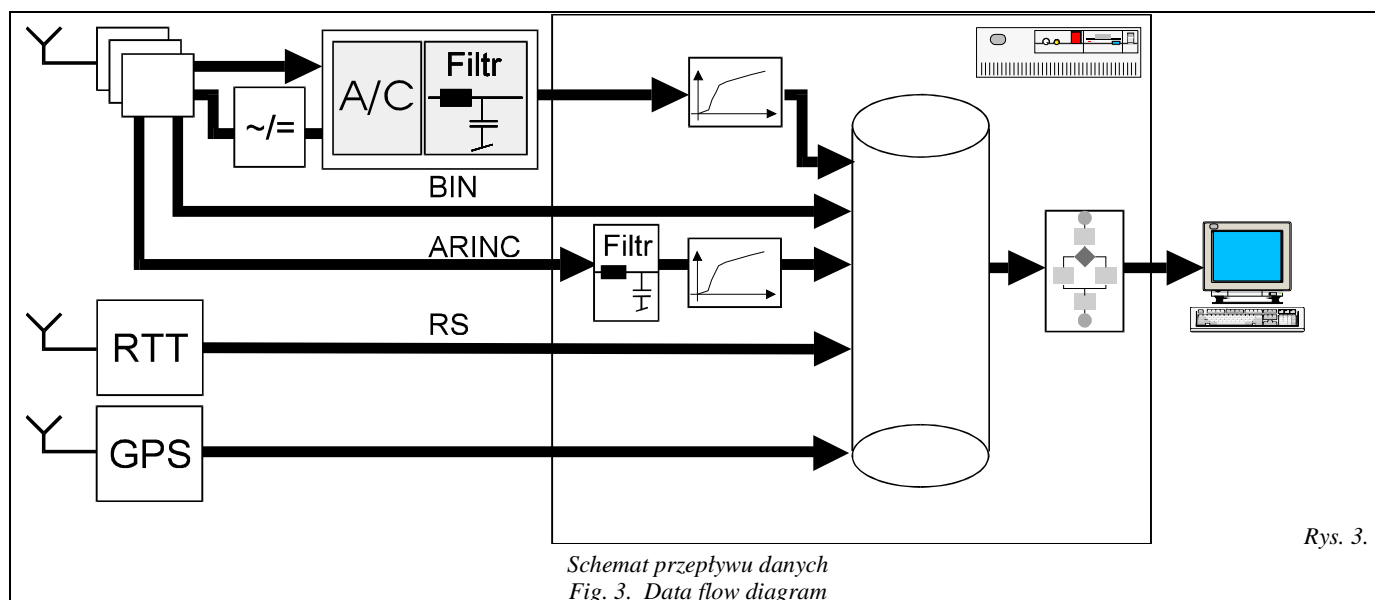 Filtr
A/C
~/=
BIN
ARINC
Filtr
RS
RTT
GPS
Rys. 3.
Schemat przepływu danych
Fig. 3. Data flow diagram